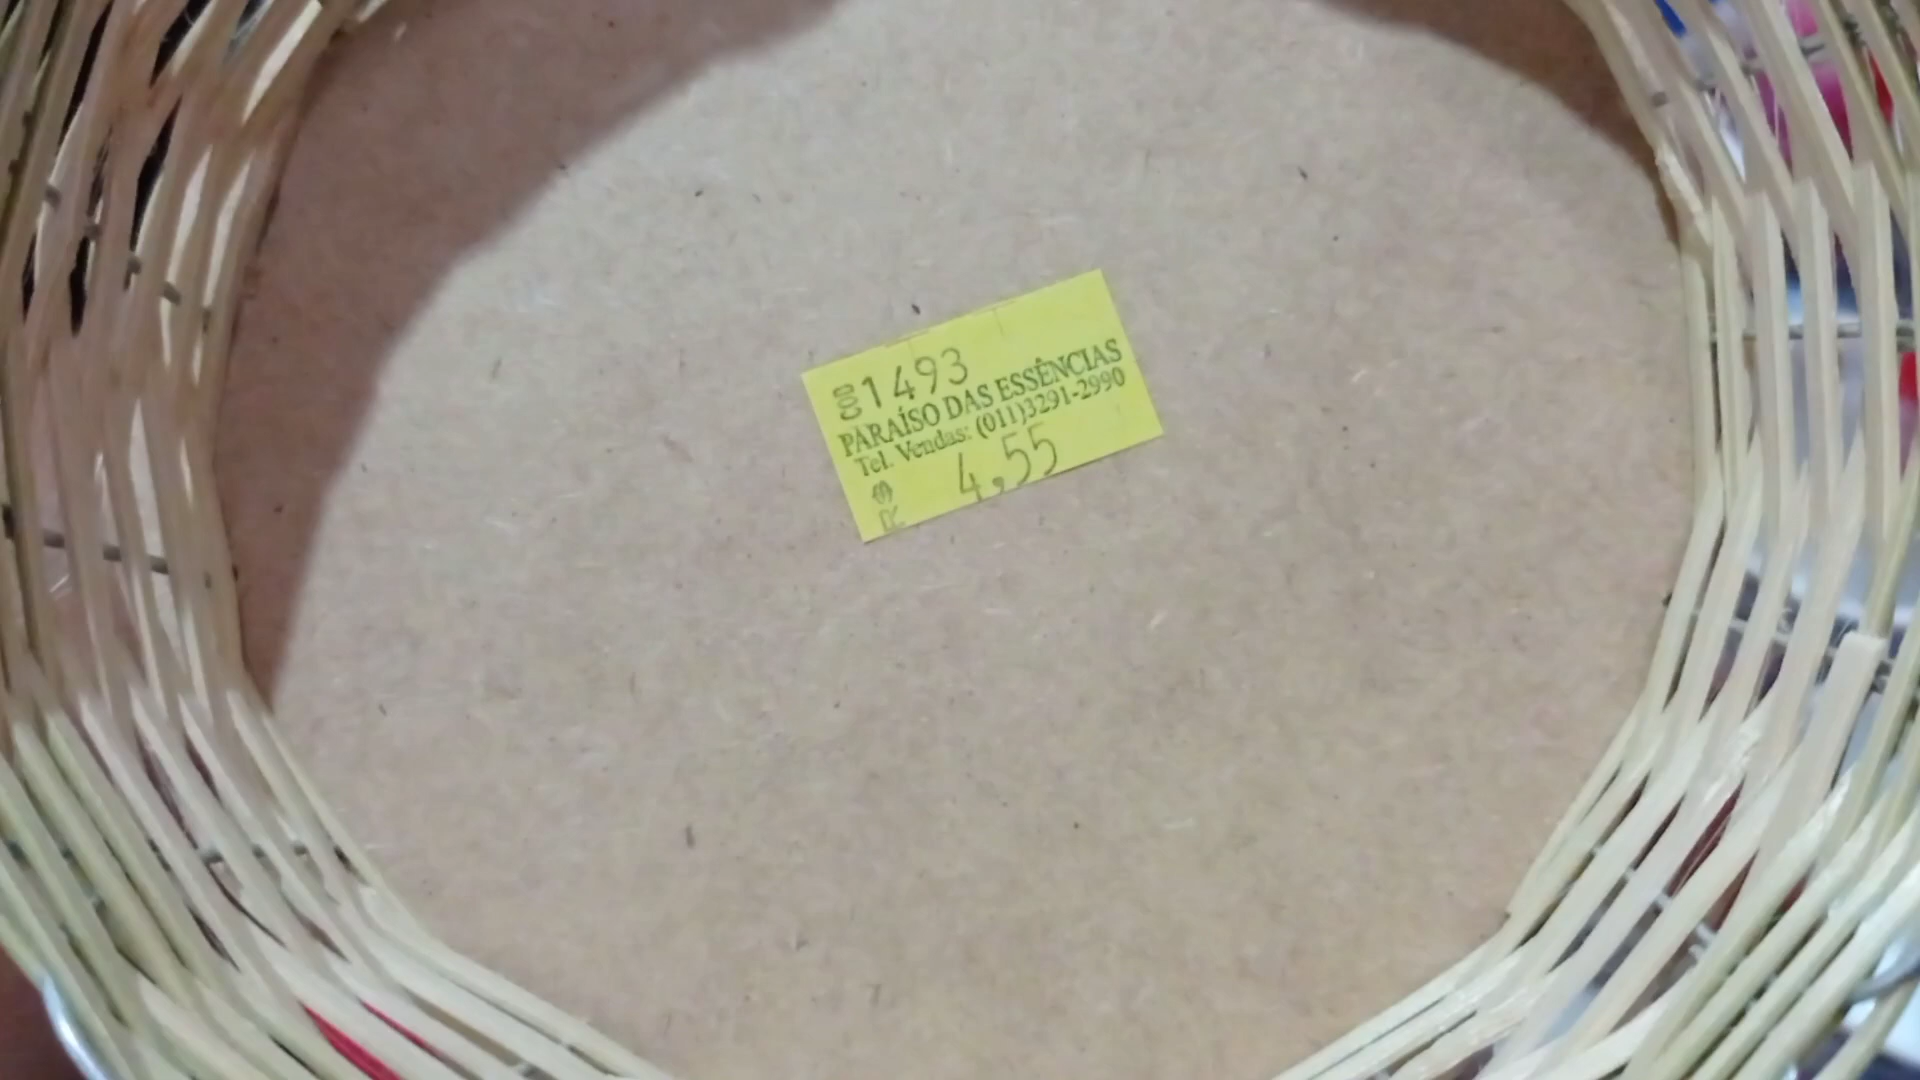 COD 1493
PARAÍSO DAS ESSÊNCIAS
Tel. Vendas: (011)3291-2990
4,55